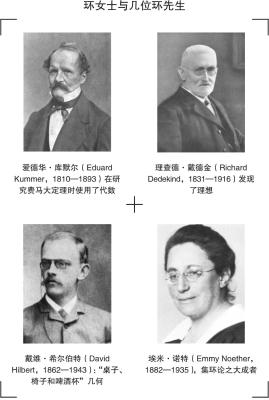 环女士与几位环先生
爱德华·库默尔（Eduard
Kummer，1810—1893）在研
究费马大定理时使用了代数
理查德·戴德金（Richard
Dedekind，1831—1916）发现
了理想
戴维·希尔伯特（David
Hilbert，1862—1943）：“桌子、
椅子和啤酒杯”几何
埃米·诺特（Emmy Noether，
1882—1935），集环论之大成者